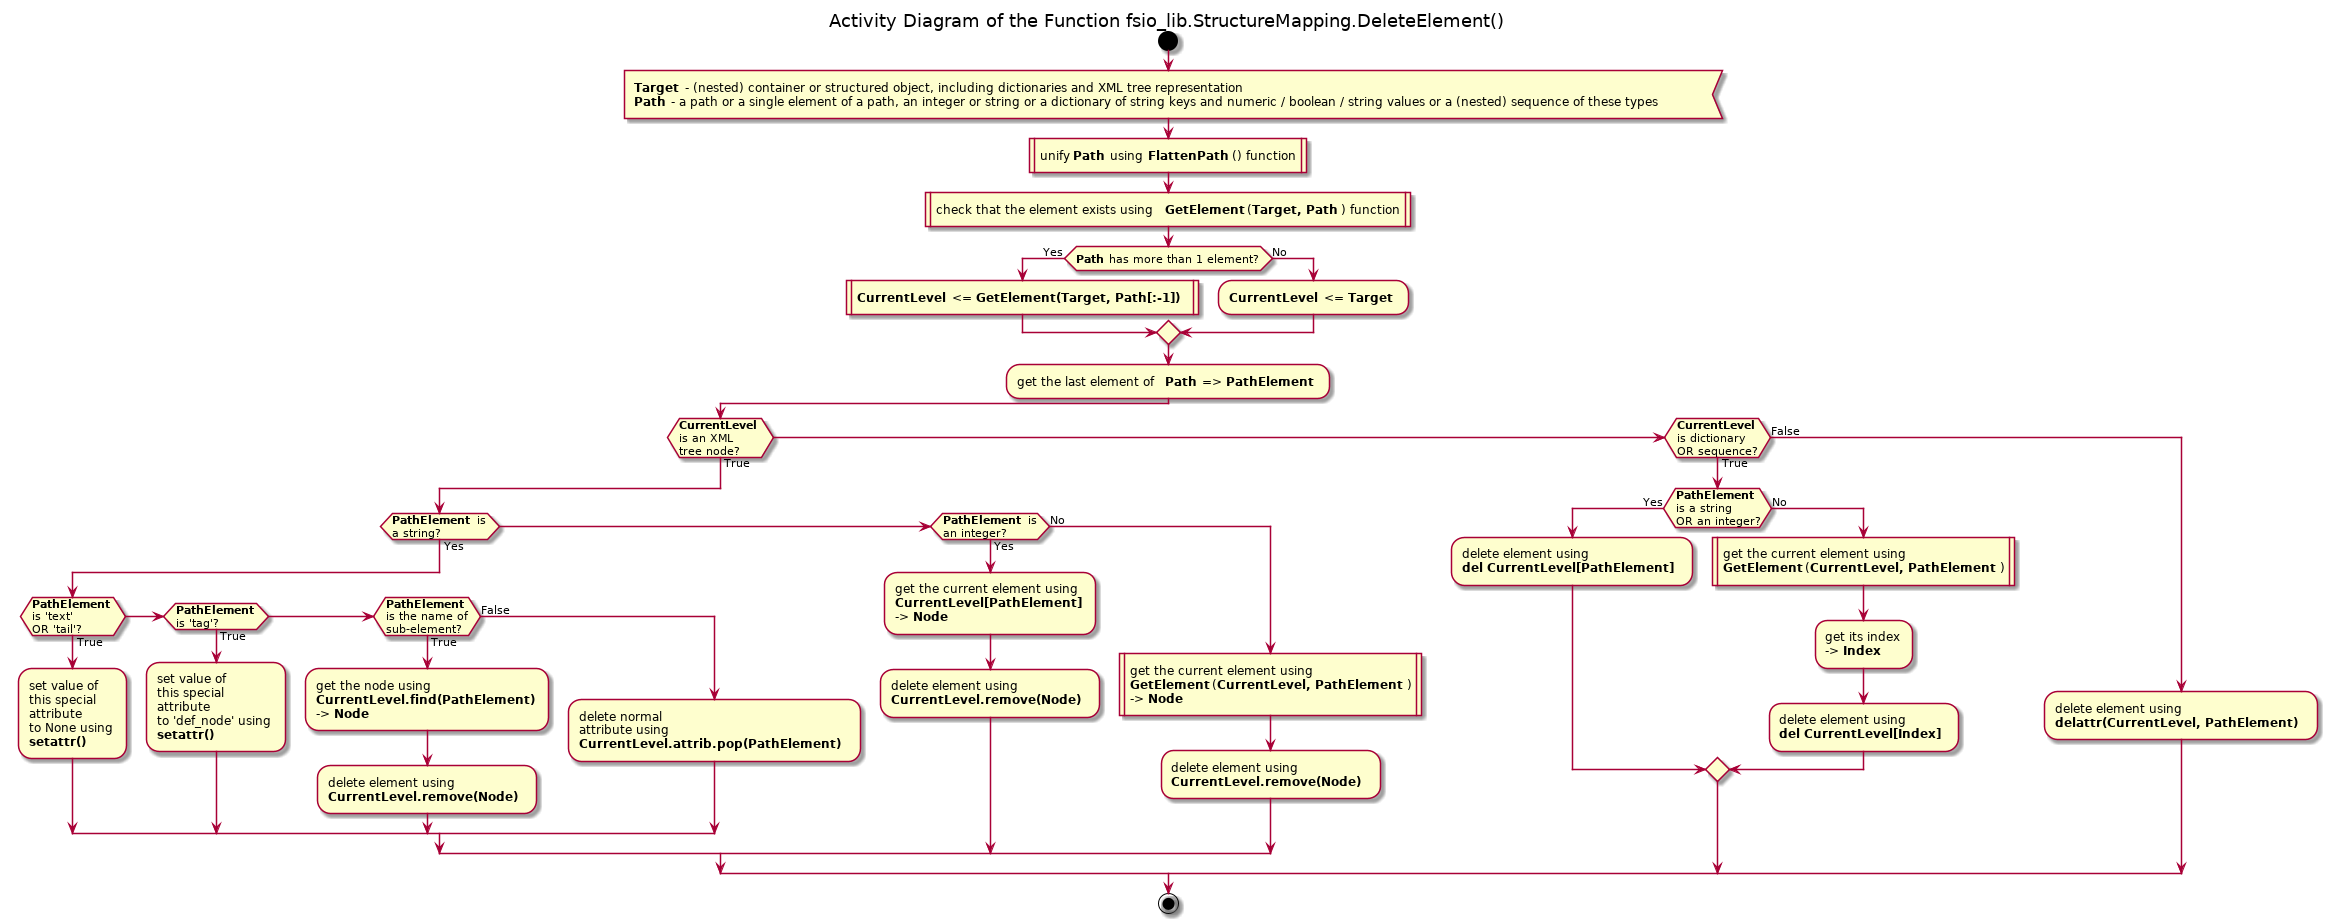 Activity Diagram of the Function fsio_lib.StructureMapping.DeleteElement()
Target - (nested) container or structured object, including dictionaries and XML tree representation
Path - a path or a single element of a path, an integer or string or a dictionary of string keys and numeric / boolean / string values or a (nested) sequence of these types
unify Path using FlattenPath () function
check that the element exists using GetElement (Target, Path ) function
Yes
Path has more than 1 element?
No
CurrentLevel <= GetElement(Target, Path[:-1])
CurrentLevel <= Target
get the last element of Path => PathElement
CurrentLevel
is an XML
tree node?
True
CurrentLevel
is dictionary
OR sequence?
False
True
PathElement is
a string?
Yes
PathElement is
an integer?
No
Yes
Yes
PathElement
is a string
OR an integer?
No
PathElement
is 'text'
OR 'tail'?
True
PathElement
is 'tag'?
True
PathElement
is the name of
sub-element?
False
True
set value of
this special
attribute
to None using
setattr()
set value of
this special
attribute
to 'def_node' using
setattr()
get the node using
CurrentLevel.find(PathElement)
-> Node
delete element using
CurrentLevel.remove(Node)
delete normal
attribute using
CurrentLevel.attrib.pop(PathElement)
get the current element using
CurrentLevel[PathElement]
-> Node
delete element using
CurrentLevel.remove(Node)
get the current element using
GetElement (CurrentLevel, PathElement )
-> Node
delete element using
CurrentLevel.remove(Node)
delete element using
del CurrentLevel[PathElement]
get the current element using
GetElement (CurrentLevel, PathElement )
get its index
-> Index
delete element using
del CurrentLevel[Index]
delete element using
delattr(CurrentLevel, PathElement)